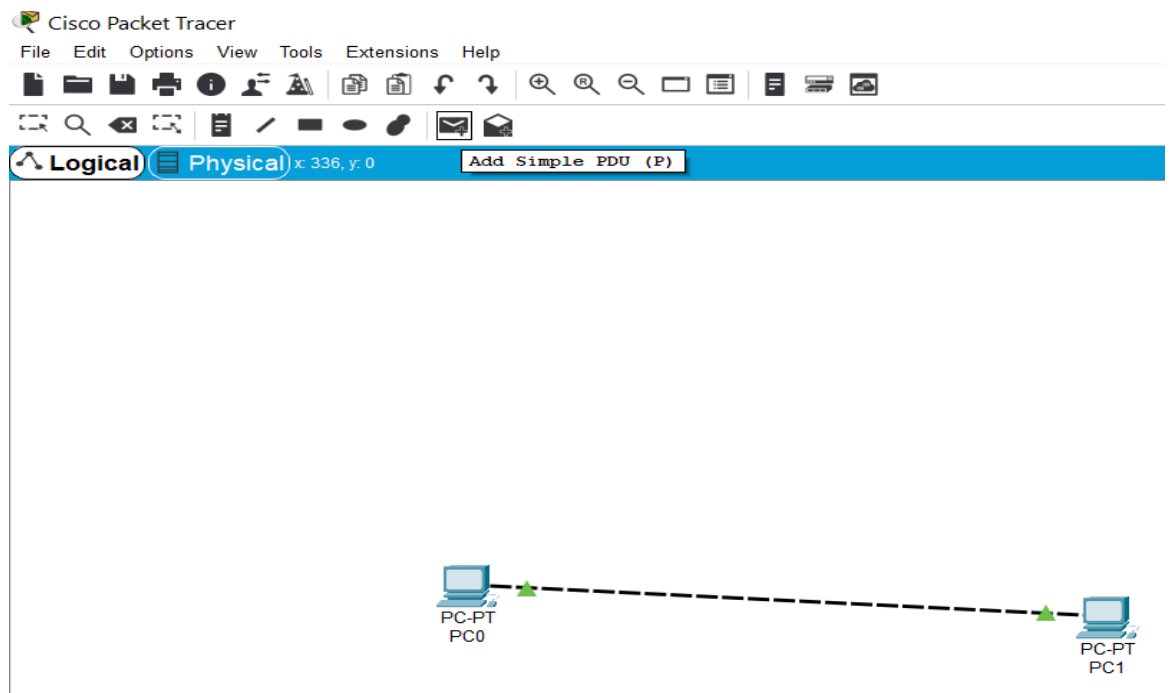 Cisco Packet Tracer
File Edit Options View Tools Extensions Help
Logical Physical x: 336, y: 0
Add Simple PDU (P)
PC-PT
PC0
PC-PT
PC1